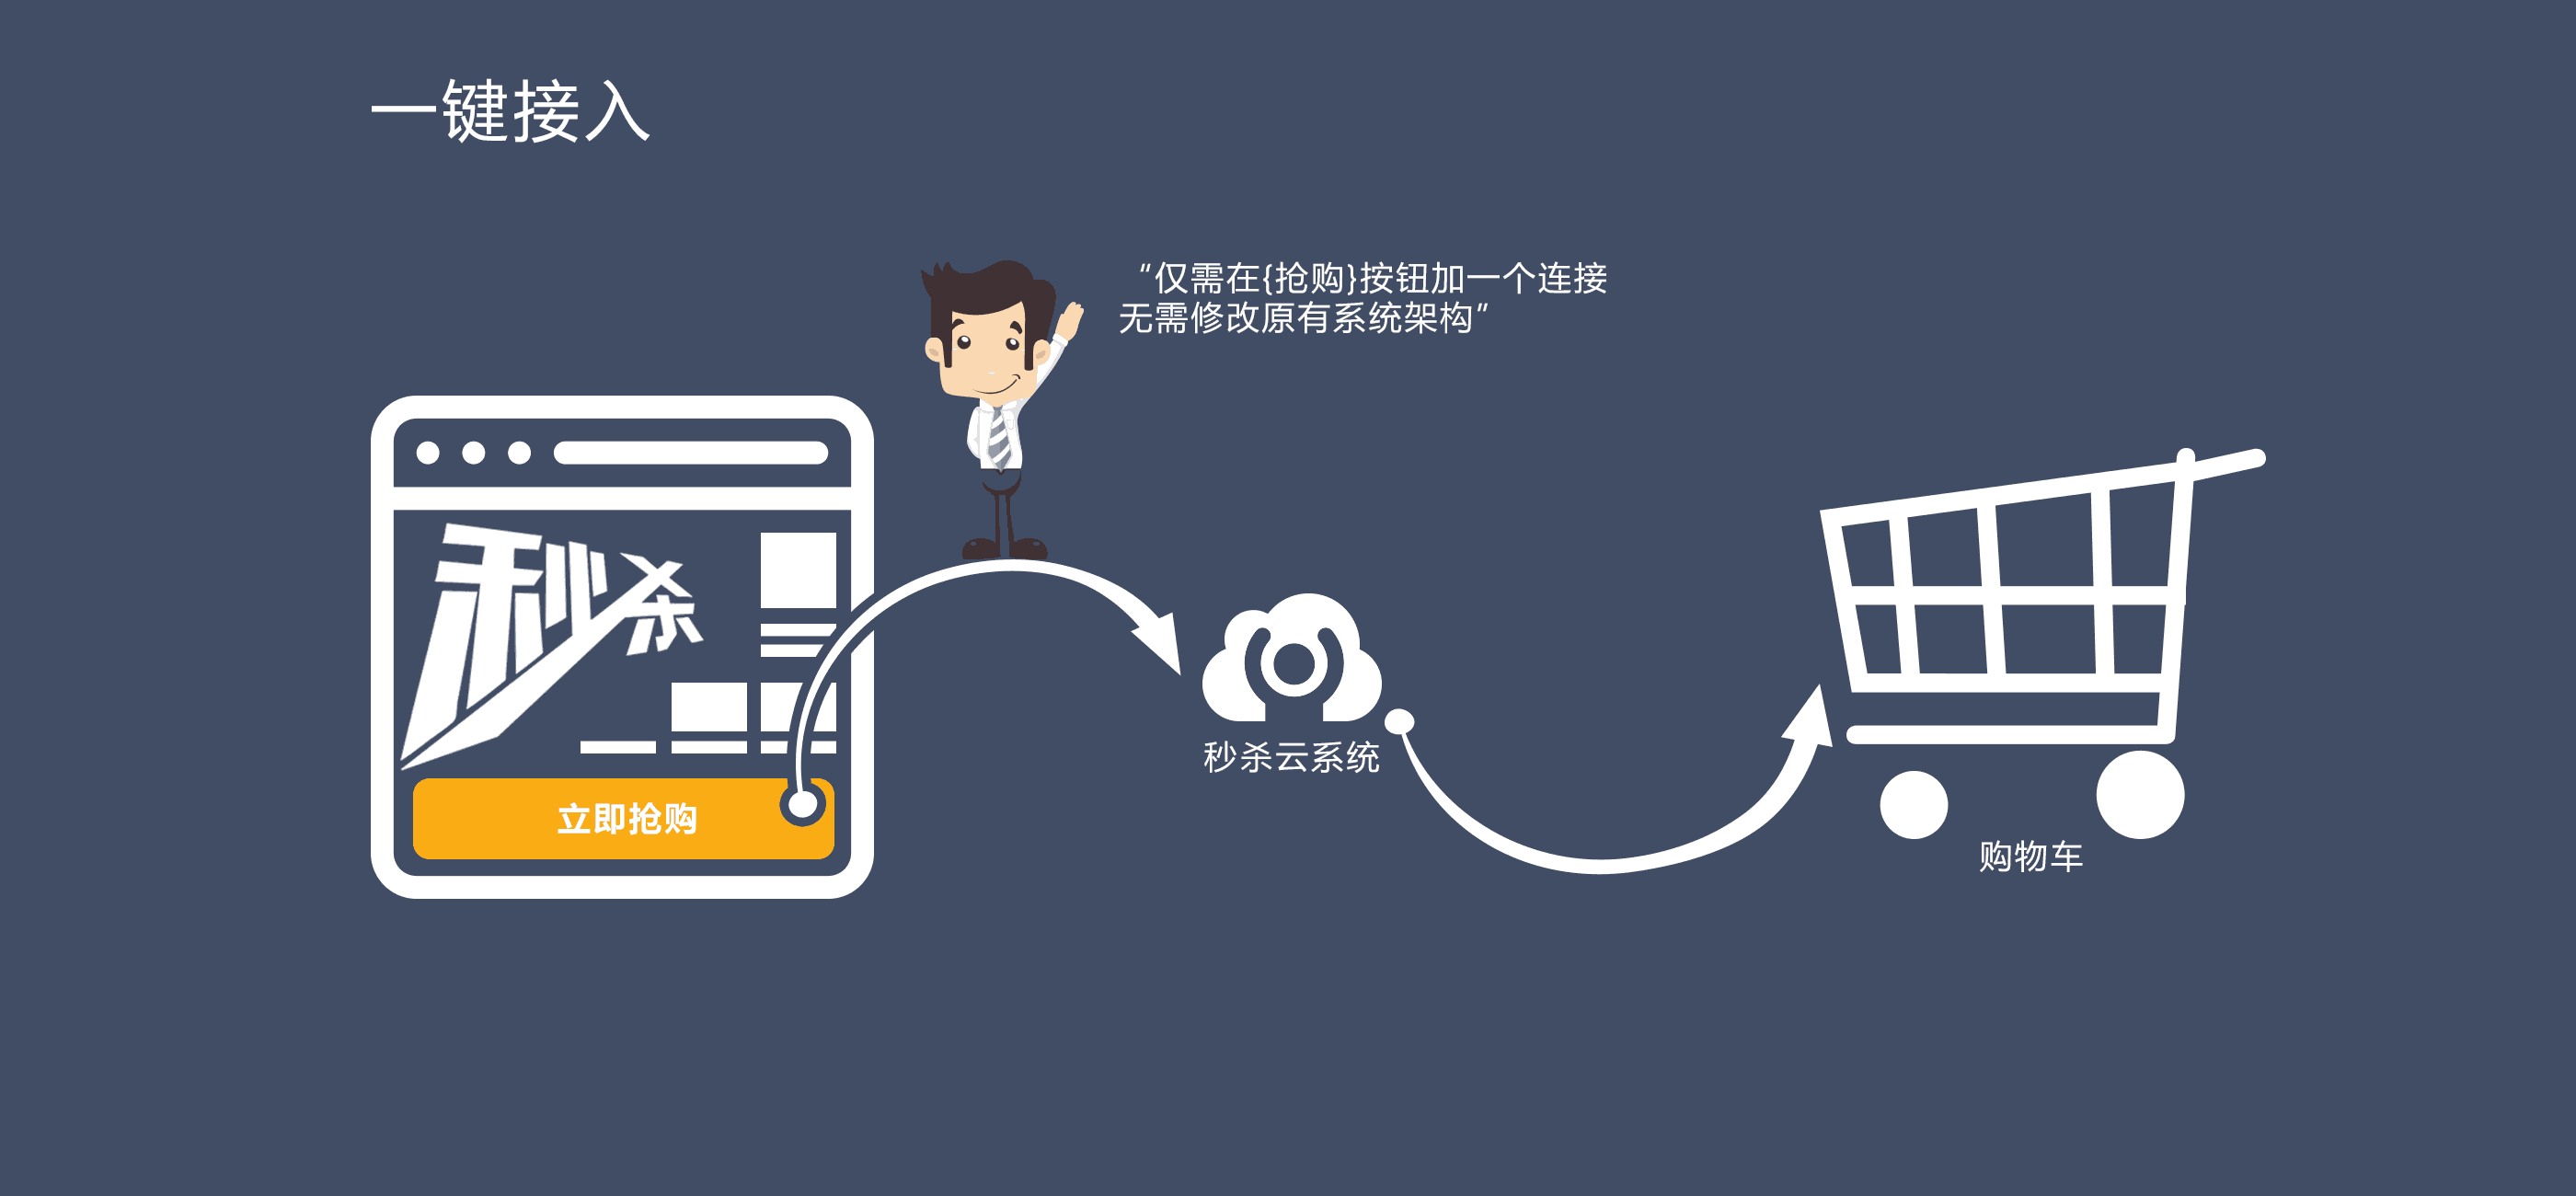 一键接入
“仅需在{抢购}按钮加一个连接
无需修改原有系统架构”
秒杀
立即抢购
秒杀云系统
购物车